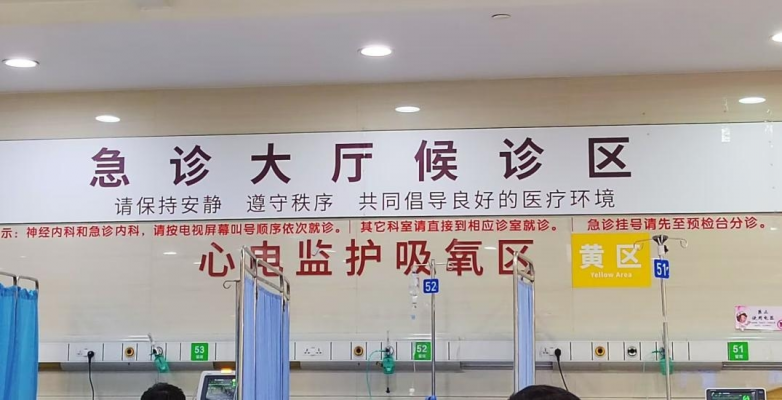 急诊大厅候诊区
请保持安静 遵守秩序 共同倡导良好的医疗环境
示：神经内科和急诊内科，请按电视屏幕叫号顺序依次就诊。 其它科室请直接到相应诊室就诊。 急诊挂号请先至预检台分诊。
心电监护吸氧区
黄区
Yellow Area
52
51
53
52
51